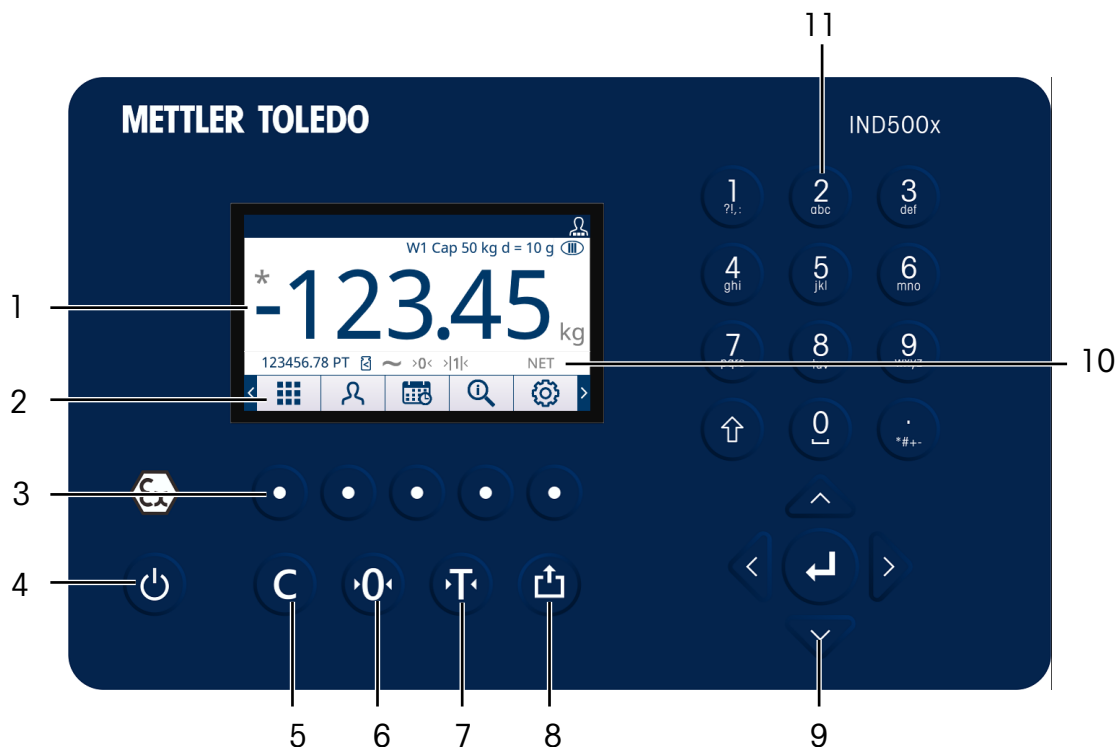 11
METTLER TOLEDO
IND500x
1
?!,:
2
abc
3
def
W1 Cap 50 kg d = 10 g III
4
ghi
5
jkl
6
mno
1
* -123.45 kg
7
8
9
10
123456.78 PT ~ >0< >|1|< NET
2
0
.
*#+-
3
Ex
4
C
0
T
5
6
7
8
9